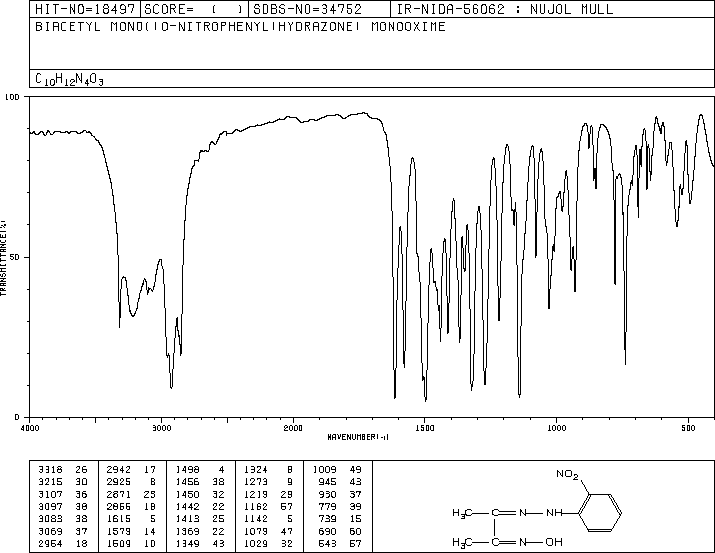 HIT-NO=18497 SCORE= ( ) SDBS-NO=34752 IR-NIDA-56062 : NUJOL MULL
BIACETYL MONO((O-NITROPHENYL)HYDRAZONE) MONOOXIME
C10H12N4O3
100
50
0
TRANSMITTANCE(%)
4000 3000 2000 1500 1000 500
WAVENUMBER(-1)
3318 26 2942 17 1498 4 1324 8 1009 49
3215 30 2925 8 1456 38 1273 9 945 43
3107 36 2871 25 1450 32 1219 29 930 37
3097 38 2855 18 1442 22 1162 57 779 39
3083 38 1615 5 1413 25 1142 5 739 15
3069 37 1579 14 1369 22 1079 47 690 50
2954 18 1509 10 1349 43 1029 32 543 57
NO2
H3C N NH
H3C N OH